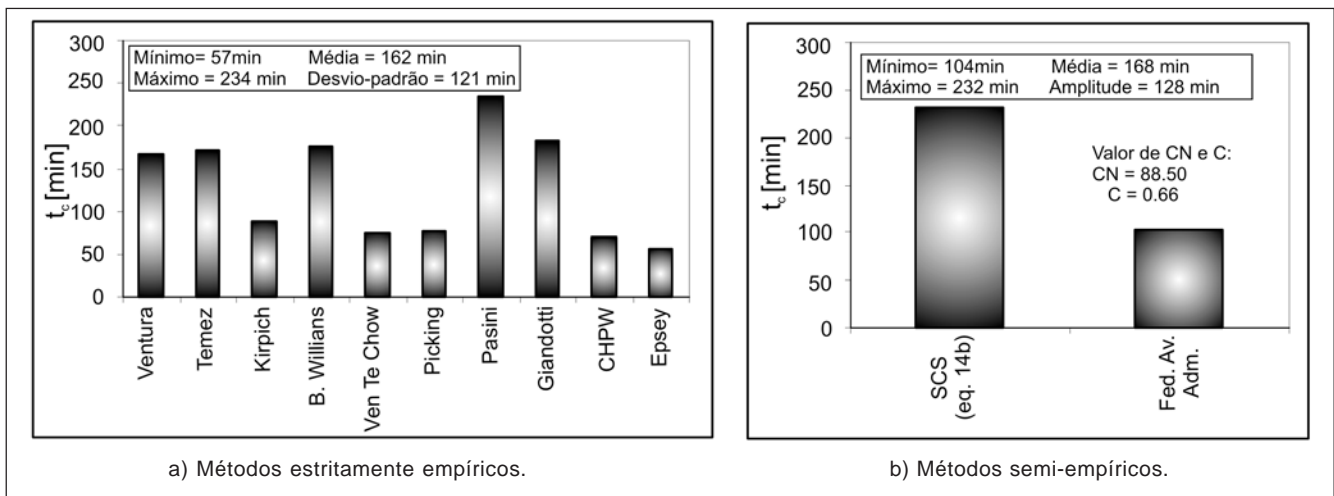 300
250
200
150
100
50
0
t_c [min]
Mínimo= 57min Média = 162 min
Máximo = 234 min Desvio-padrão = 121 min
Ventura
Temez
Kirpich
B. Willians
Ven Te Chow
Picking
Pasini
Giandotti
CHPW
Epsey
a) Métodos estritamente empíricos.
300
250
200
150
100
50
0
t_c [min]
Mínimo= 104min Média = 168 min
Máximo = 232 min Amplitude = 128 min
Valor de CN e C:
CN = 88.50
C = 0.66
SCS
(eq. 14b)
Fed. Av.
Adm.
b) Métodos semi-empíricos.